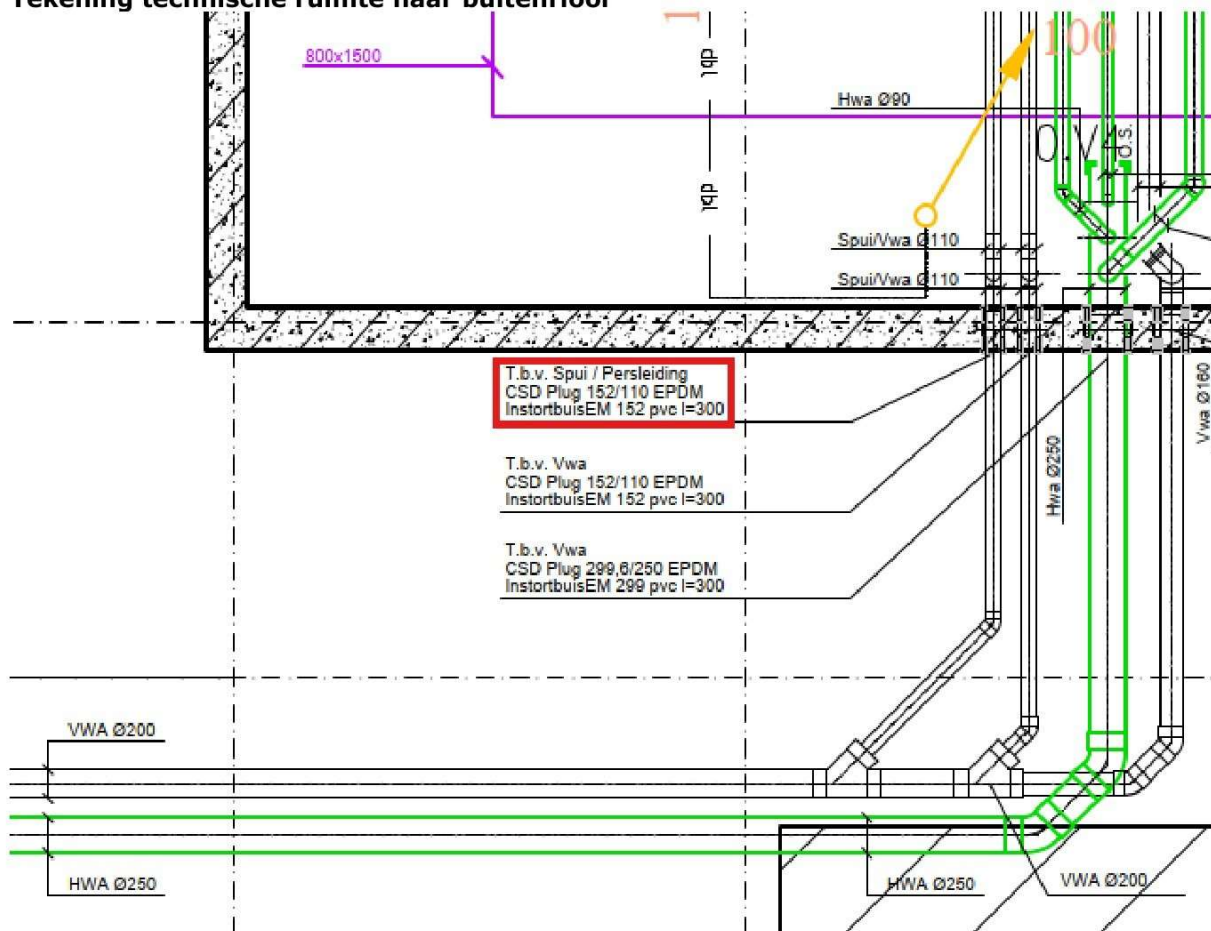 Tekening technische ruimte naar buitenriool
800x1500
1
100
dbl
Hwa Ø90
O.V.
o.s.
dbl
Spui/Vwa Ø110
Spui/Vwa Ø110
T.b.v. Spui / Persleiding
CSD Plug 152/110 EPDM
InstortbuisEM 152 pvc l=300
Vwa Ø160
T.b.v. Vwa
CSD Plug 152/110 EPDM
InstortbuisEM 152 pvc l=300
Hwa Ø250
T.b.v. Vwa
CSD Plug 299,6/250 EPDM
InstortbuisEM 299 pvc l=300
VWA Ø200
HWA Ø250
HWA Ø250
VWA Ø200